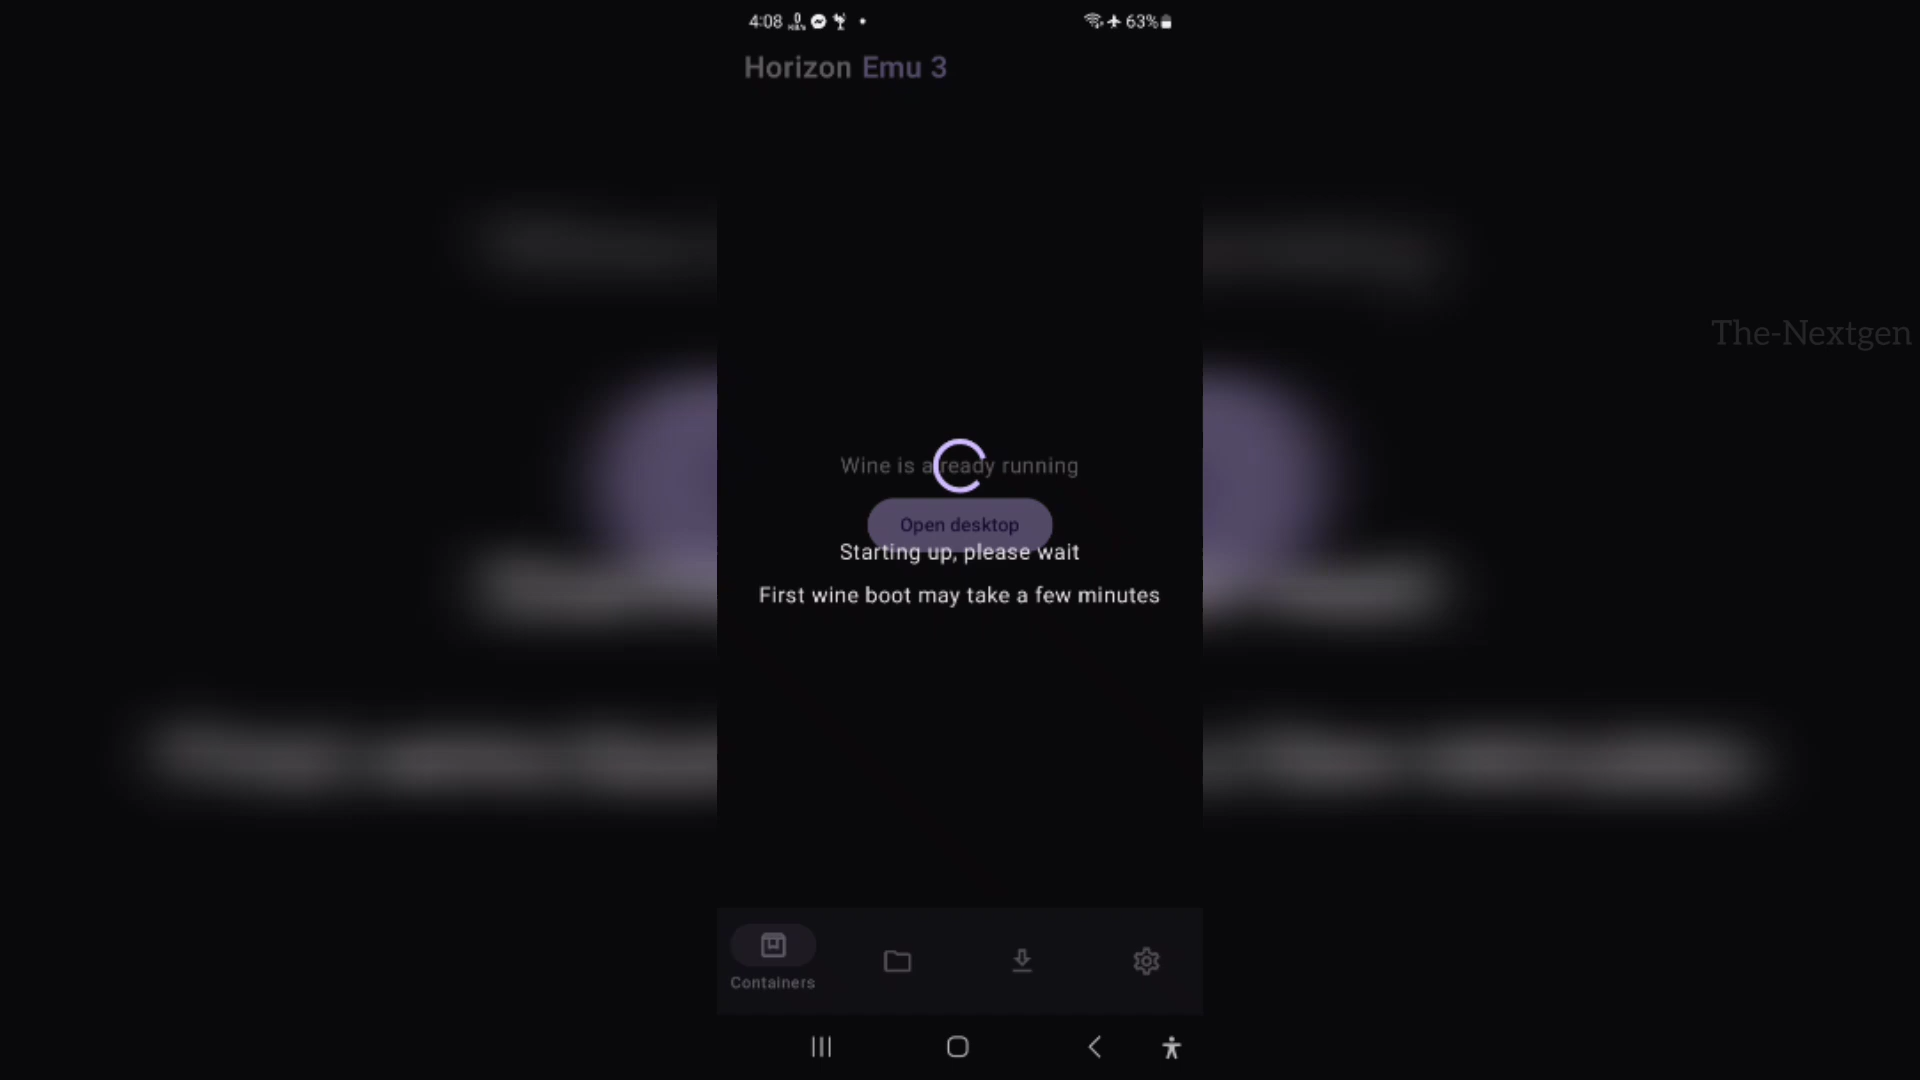 4:08
63%
Horizon Emu 3
The-Nextgen
Wine is already running
Open desktop
Starting up, please wait
First wine boot may take a few minutes
Containers